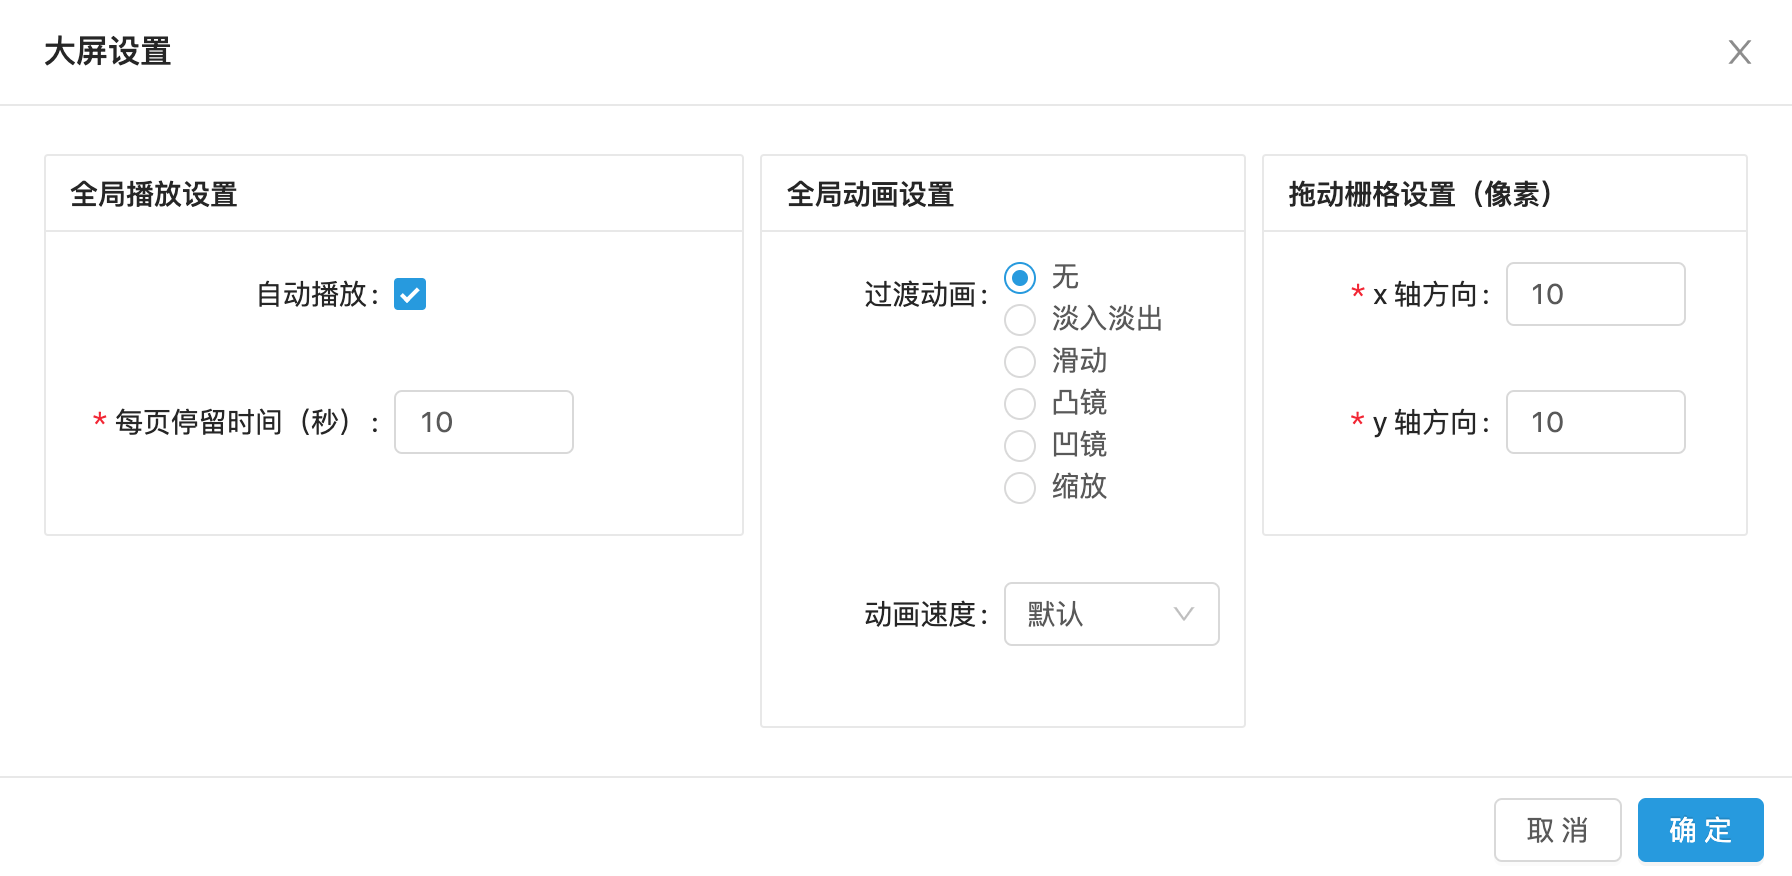 大屏设置
全局播放设置
自动播放:
* 每页停留时间（秒）: 10
全局动画设置
过渡动画:
无
淡入淡出
滑动
凸镜
凹镜
缩放
动画速度: 默认
拖动栅格设置（像素）
* x 轴方向: 10
* y 轴方向: 10
取 消
确 定